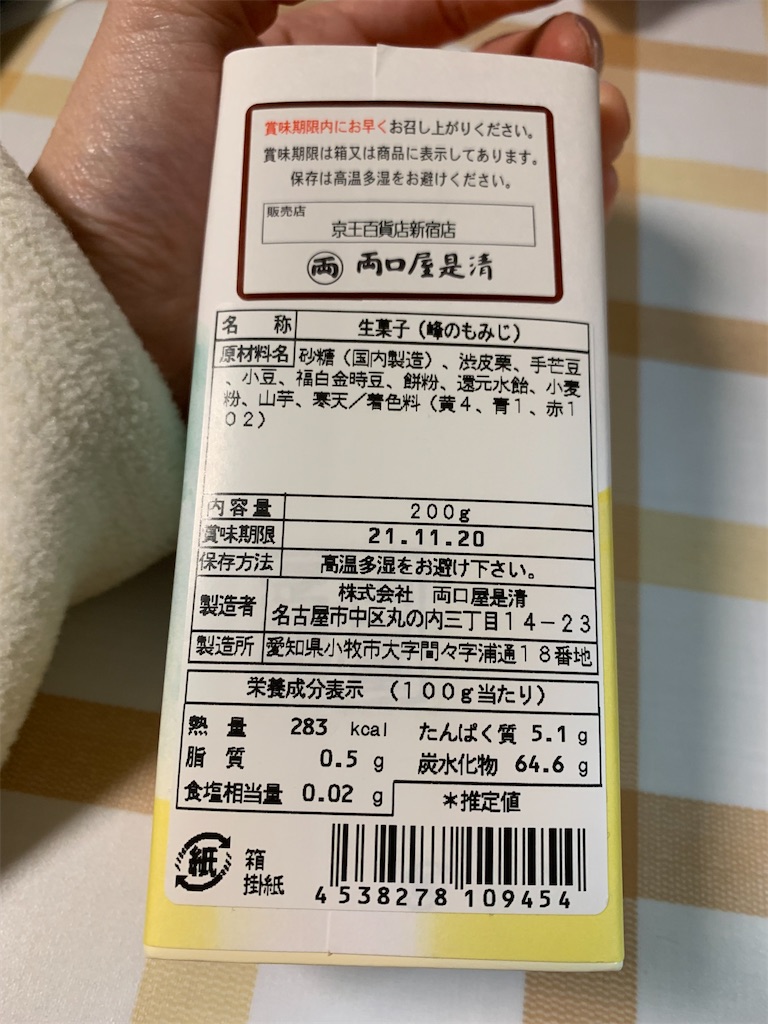 賞味期限内にお早くお召し上がりください。
賞味期限は箱又は商品に表示してあります。
保存は高温多湿をお避けください。
販売店
京王百貨店新宿店
両 両口屋是清
名称 生菓子(峰のもみじ)
原材料名 砂糖(国内製造)、渋皮栗、手芒豆
、小豆、福白金時豆、餅粉、還元水飴、小麦
粉、山芋、寒天/着色料(黄4、青1、赤1
02)
内容量 200g
賞味期限 21.11.20
保存方法 高温多湿をお避け下さい。
製造者 株式会社 両口屋是清
名古屋市中区丸の内三丁目14-23
製造所 愛知県小牧市大字間々字浦通18番地
栄養成分表示 (100g当たり)
熱量 283 kcal たんぱく質 5.1 g
脂質 0.5 g 炭水化物 64.6 g
食塩相当量 0.02 g *推定値
紙 箱
掛紙
4 538278 109454